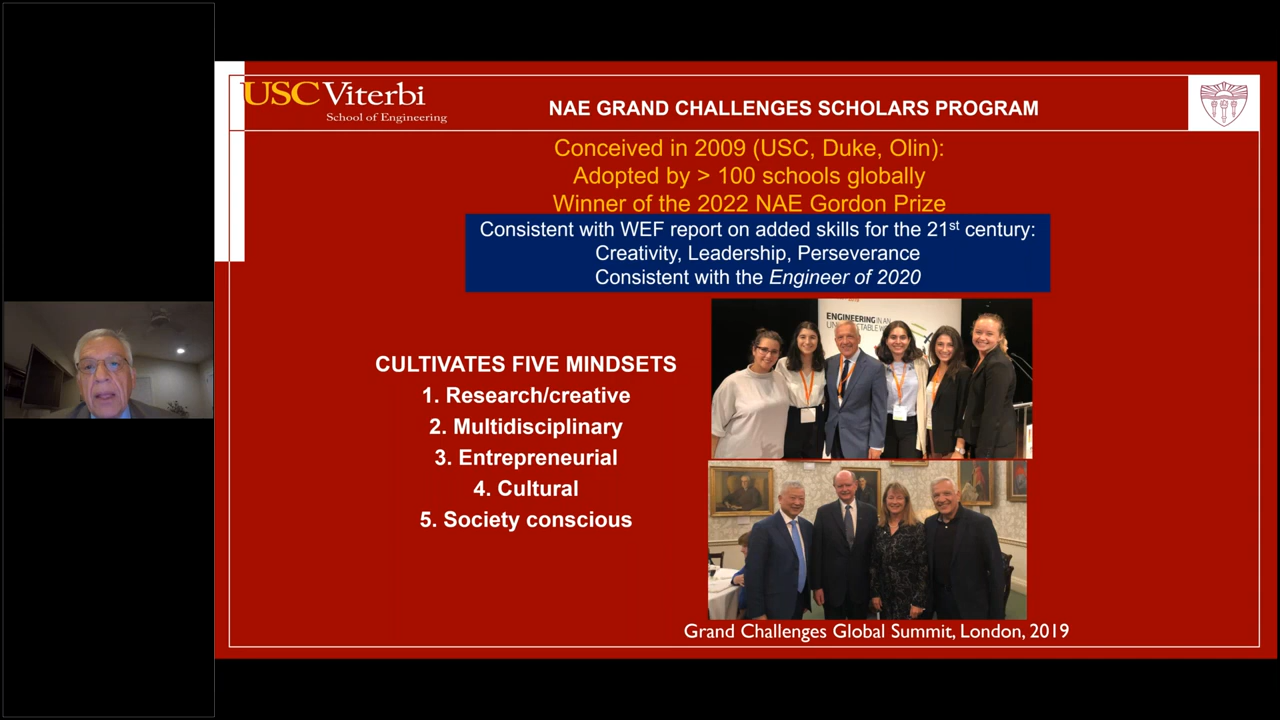 USC Viterbi
School of Engineering
NAE GRAND CHALLENGES SCHOLARS PROGRAM
Conceived in 2009 (USC, Duke, Olin):
Adopted by > 100 schools globally
Winner of the 2022 NAE Gordon Prize
Consistent with WEF report on added skills for the 21st century:
Creativity, Leadership, Perseverance
Consistent with the Engineer of 2020
CULTIVATES FIVE MINDSETS
1. Research/creative
2. Multidisciplinary
3. Entrepreneurial
4. Cultural
5. Society conscious
ENGINEERING IN AN
Grand Challenges Global Summit, London, 2019